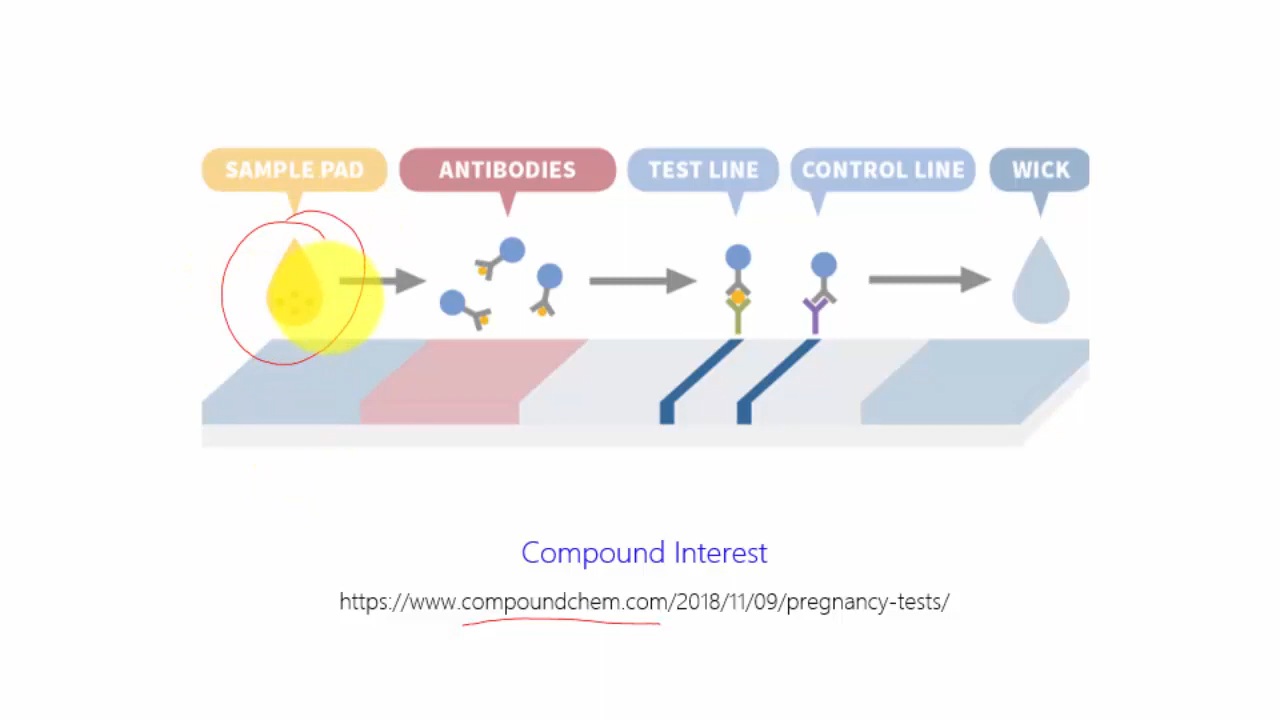 SAMPLE PAD ANTIBODIES TEST LINE CONTROL LINE WICK
Compound Interest
https://www.compoundchem.com/2018/11/09/pregnancy-tests/